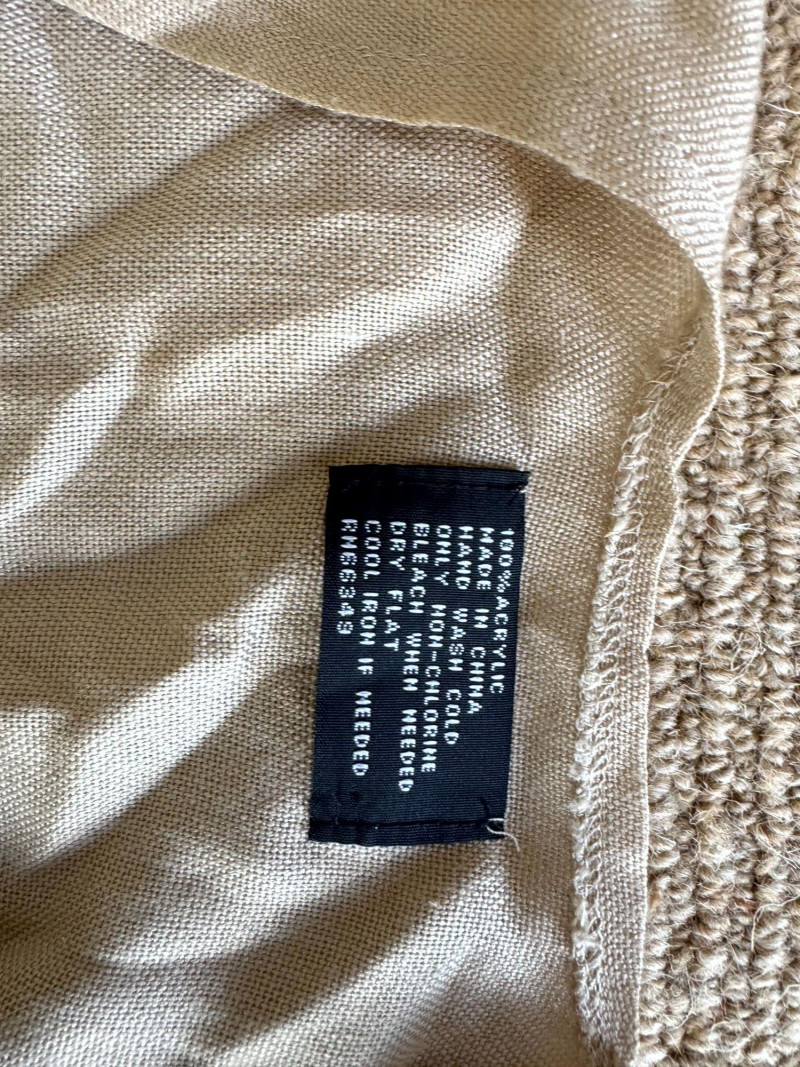 100%ACRYLIC
MADE IN CHINA
HAND WASH COLD
ONLY NON-CHLORINE
BLEACH WHEN NEEDED
DRY FLAT
COOL IRON IF NEEDED
RN66349